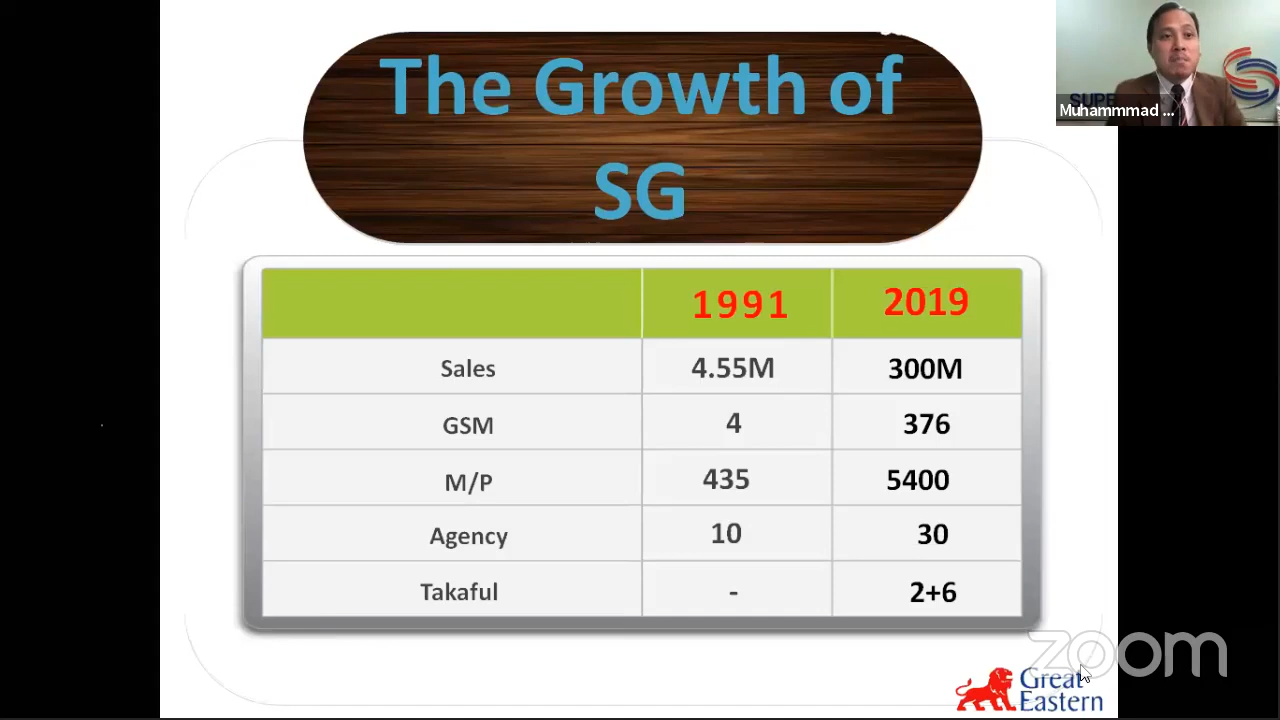 The Growth of
SG
Muhammmad ...
SUPE
1991 2019
Sales 4.55M 300M
GSM 4 376
M/P 435 5400
Agency 10 30
Takaful - 2+6
zoom
Great
Eastern